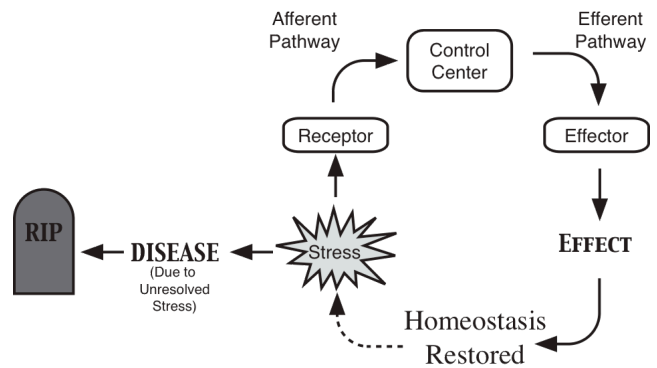 Afferent
Pathway
Efferent
Pathway
Control
Center
Receptor
Effector
RIP
DISEASE
(Due to
Unresolved
Stress)
Stress
EFFECT
Homeostasis
Restored